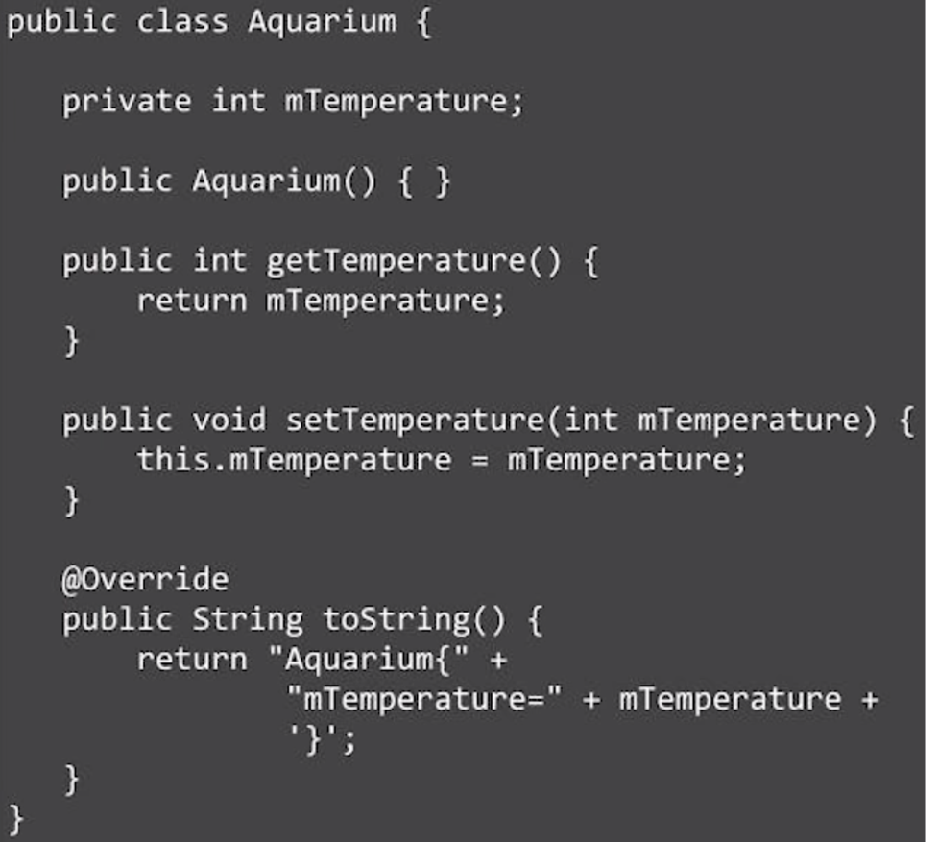 public class Aquarium {
private int mTemperature;
public Aquarium() { }
public int getTemperature() {
return mTemperature;
}
public void setTemperature(int mTemperature) {
this.mTemperature = mTemperature;
}
@Override
public String toString() {
return "Aquarium{" +
"mTemperature=" + mTemperature +
'}';
}
}